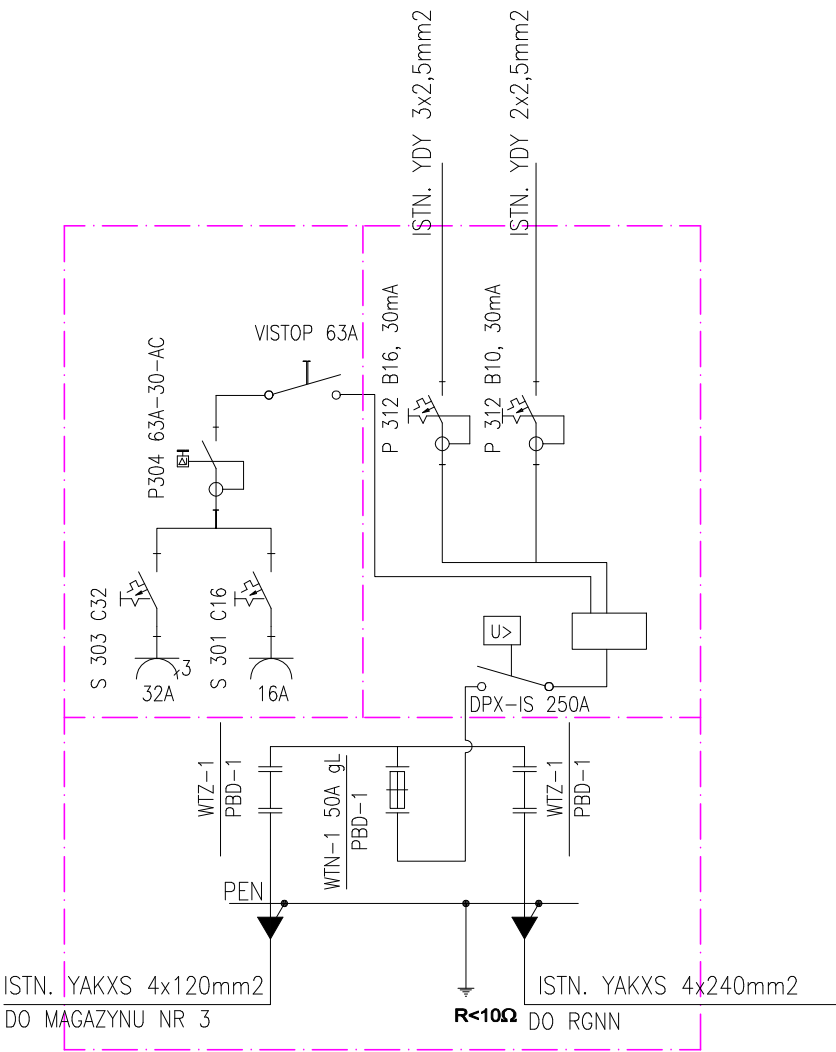 ISTN. YDY 3x2,5mm2
ISTN. YDY 2x2,5mm2
VISTOP 63A
P304 63A-30-AC
P 312 B16, 30mA
P 312 B10, 30mA
S 303 C32
3
32A
S 301 C16
16A
U>
DPX-IS 250A
WTZ-1
PBD-1
WTN-1 50A gL
PBD-1
WTZ-1
PBD-1
PEN
ISTN. YAKXS 4x120mm2
DO MAGAZYNU NR 3
R<10Ω
ISTN. YAKXS 4x240mm2
DO RGNN